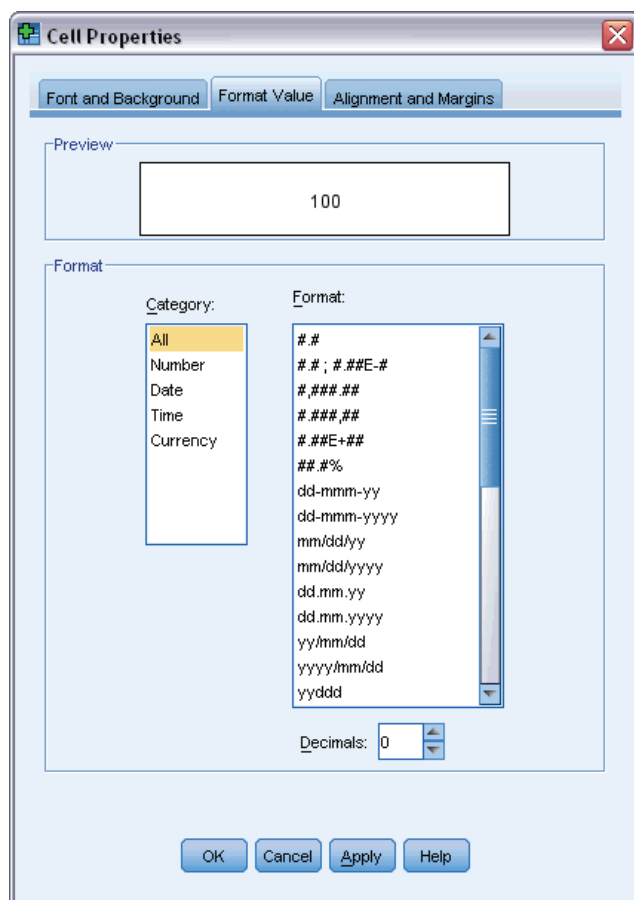 Cell Properties
Font and Background
Format Value
Alignment and Margins
Preview
100
Format
Category:
All
Number
Date
Time
Currency
Format:
#.#
#.# ; #.##E-#
#,###.##
#.###,##
#.##E+##
##.#%
dd-mmm-yy
dd-mmm-yyyy
mm/dd/yy
mm/dd/yyyy
dd.mm.yy
dd.mm.yyyy
yy/mm/dd
yyyy/mm/dd
yyddd
Decimals: 0
OK
Cancel
Apply
Help